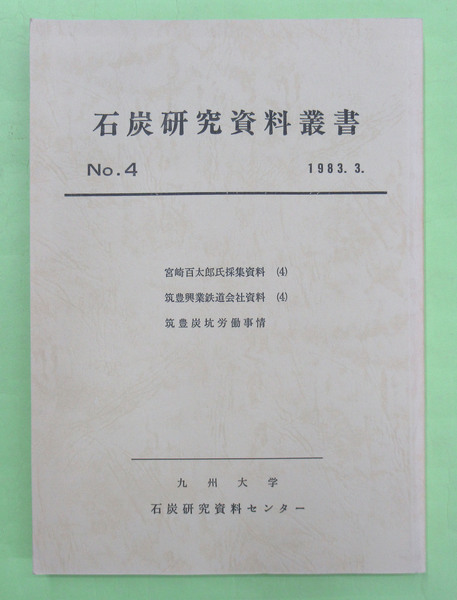 石炭研究資料叢書
No.4 1983.3.
宮崎百太郎氏採集資料 (4)
筑豊興業鉄道会社資料 (4)
筑豊炭坑労働事情
九州大学
石炭研究資料センター